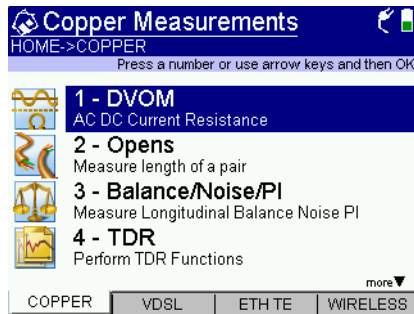 Copper Measurements
HOME->COPPER
Press a number or use arrow keys and then OK
1 - DVOM
AC DC Current Resistance
2 - Opens
Measure length of a pair
3 - Balance/Noise/PI
Measure Longitudinal Balance Noise PI
4 - TDR
Perform TDR Functions
more▼
COPPER VDSL ETH TE WIRELESS